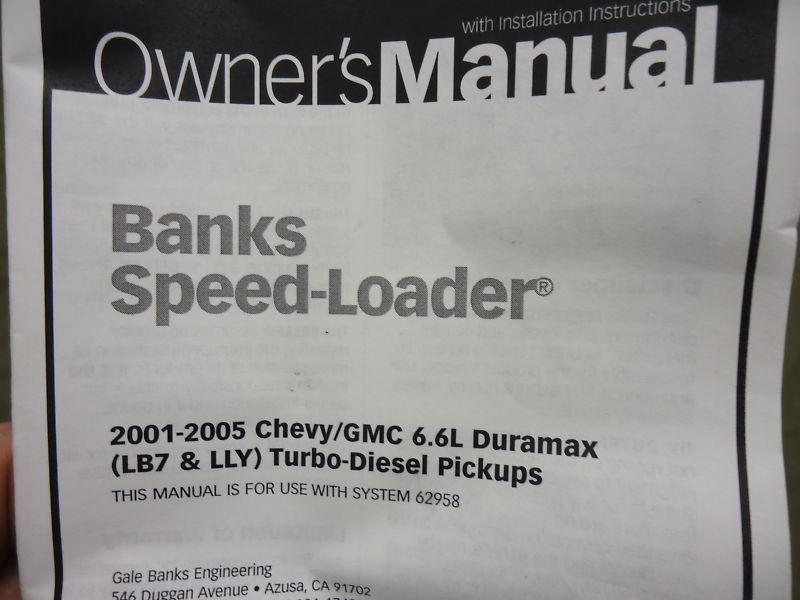 with Installation Instructions
Owner'sManual
Banks
Speed-Loader®
2001-2005 Chevy/GMC 6.6L Duramax
(LB7 & LLY) Turbo-Diesel Pickups
THIS MANUAL IS FOR USE WITH SYSTEM 62958
Gale Banks Engineering
546 Duggan Avenue • Azusa, CA 91702